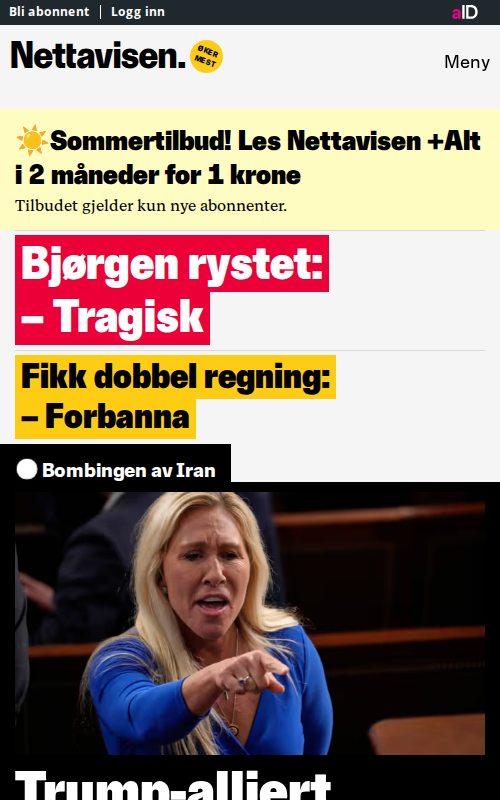 Bli abonnent | Logg inn
aID
Nettavisen.
ØKER
MEST
Meny
☀️Sommertilbud! Les Nettavisen +Alt
i 2 måneder for 1 krone
Tilbudet gjelder kun nye abonnenter.
Bjørgen rystet:
– Tragisk
Fikk dobbel regning:
– Forbanna
Bombingen av Iran
Trump-alliert